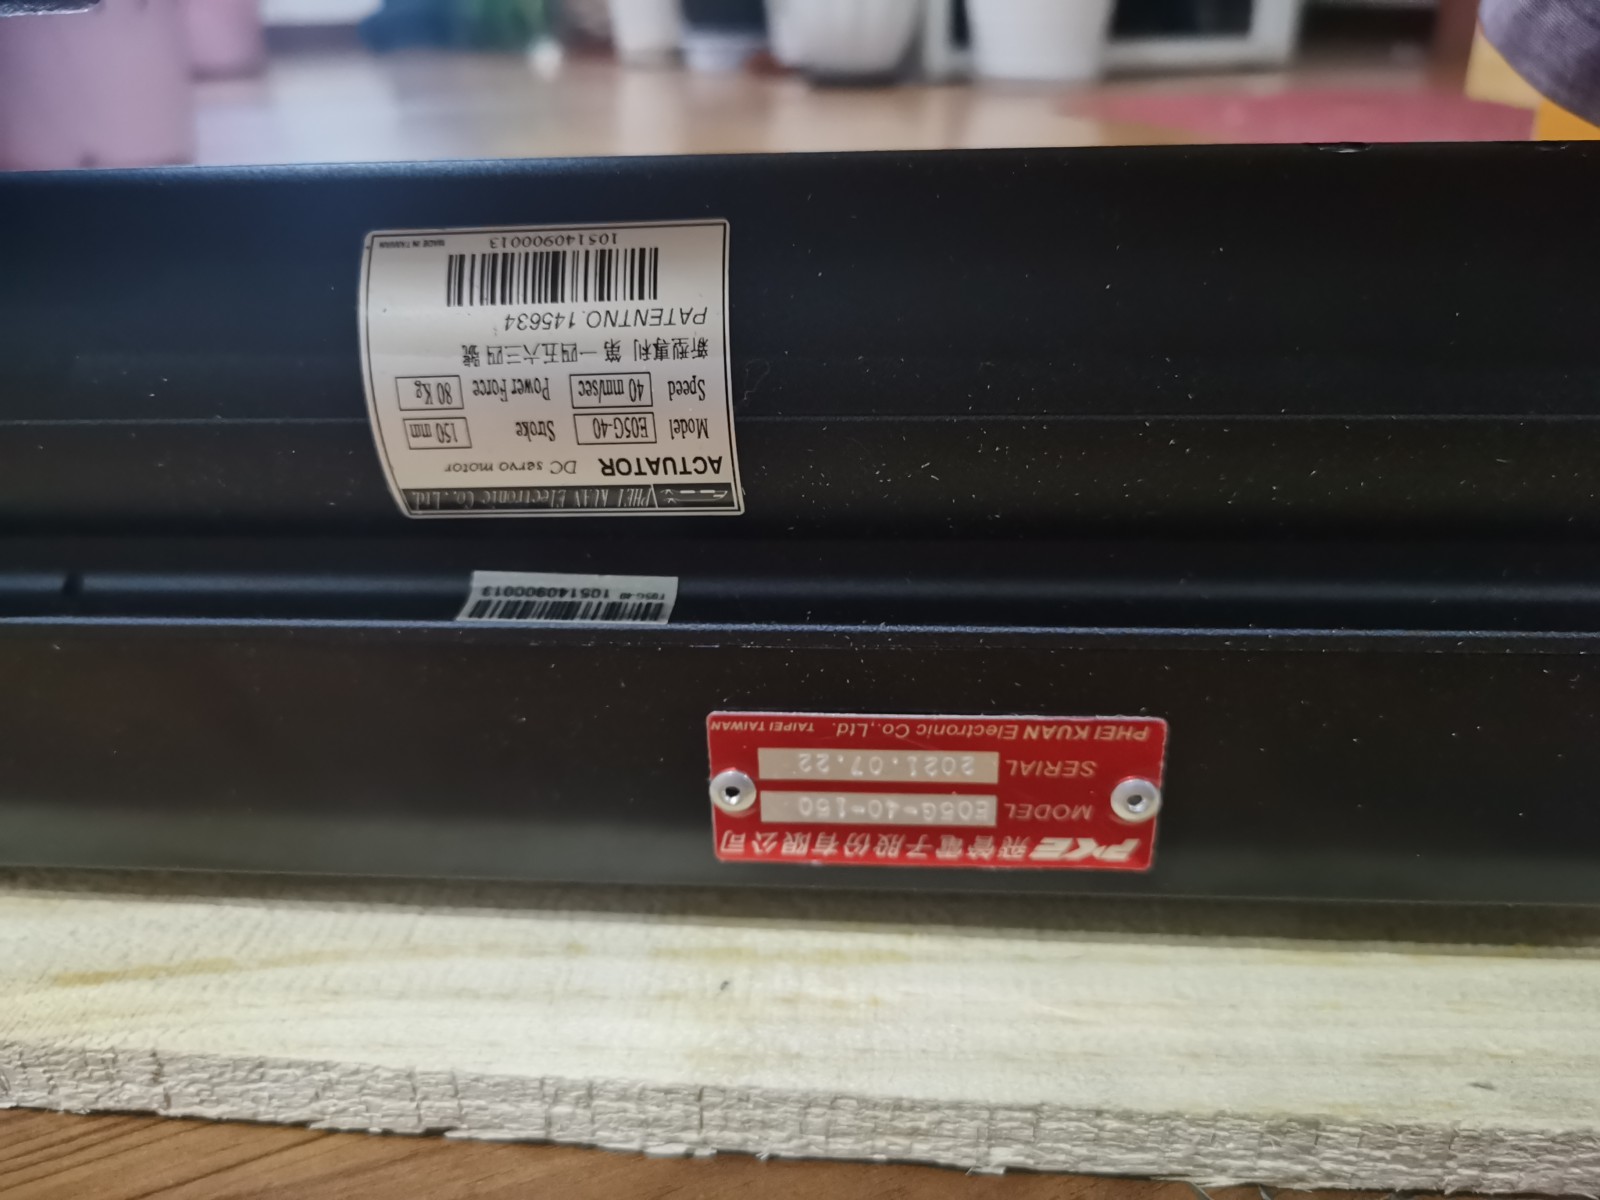 PHEI KUAN Electronic Co., Ltd.
ACTUATOR DC servo motor
Model E05G-40 Stroke 150 mm
Speed 40 mm/sec Power Force 80 Kg
新型專利 第 一四五六三四 號
PATENTNO.145634
105140900013
MADE IN TAIWAN
E05G-40 105140900013
PKE 飛管電子股份有限公司
MODEL E05G-40-150
SERIAL 2021.07.22
PHEI KUAN Electronic Co.,Ltd. TAIPEI TAIWAN